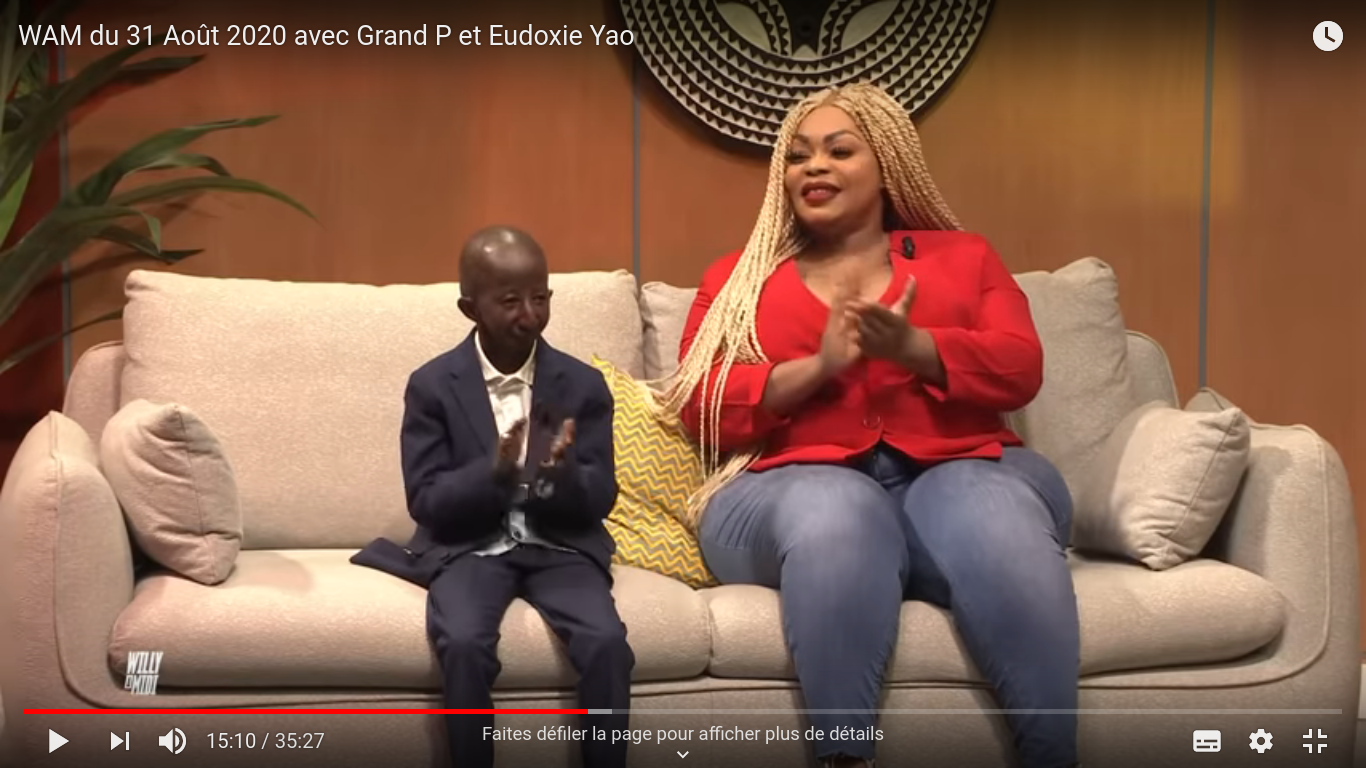 WAM du 31 Août 2020 avec Grand P et Eudoxie Yao
WILLY
À MIDI
15:10 / 35:27
Faites défiler la page pour afficher plus de détails